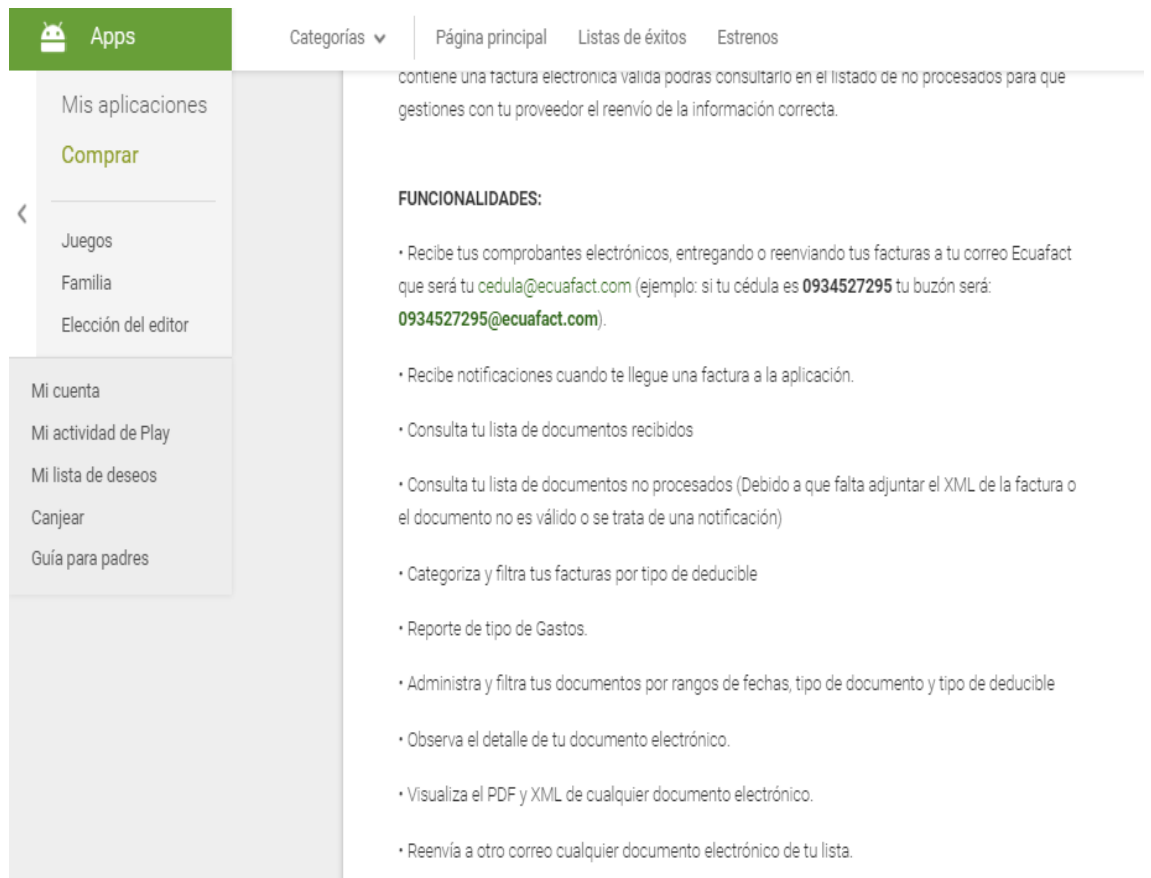 Apps
Categorías
Página principal
Listas de éxitos
Estrenos
Mis aplicaciones
Comprar
Juegos
Familia
Elección del editor
Mi cuenta
Mi actividad de Play
Mi lista de deseos
Canjear
Guía para padres
contiene una factura electrónica válida podrás consultarlo en el listado de no procesados para que
gestiones con tu proveedor el reenvío de la información correcta.
FUNCIONALIDADES:
• Recibe tus comprobantes electrónicos, entregando o reenviando tus facturas a tu correo Ecuafact
que será tu cedula@ecuafact.com (ejemplo: si tu cédula es 0934527295 tu buzón será:
0934527295@ecuafact.com).
• Recibe notificaciones cuando te llegue una factura a la aplicación.
• Consulta tu lista de documentos recibidos
• Consulta tu lista de documentos no procesados (Debido a que falta adjuntar el XML de la factura o
el documento no es válido o se trata de una notificación)
• Categoriza y filtra tus facturas por tipo de deducible
• Reporte de tipo de Gastos.
• Administra y filtra tus documentos por rangos de fechas, tipo de documento y tipo de deducible
• Observa el detalle de tu documento electrónico.
• Visualiza el PDF y XML de cualquier documento electrónico.
• Reenvía a otro correo cualquier documento electrónico de tu lista.